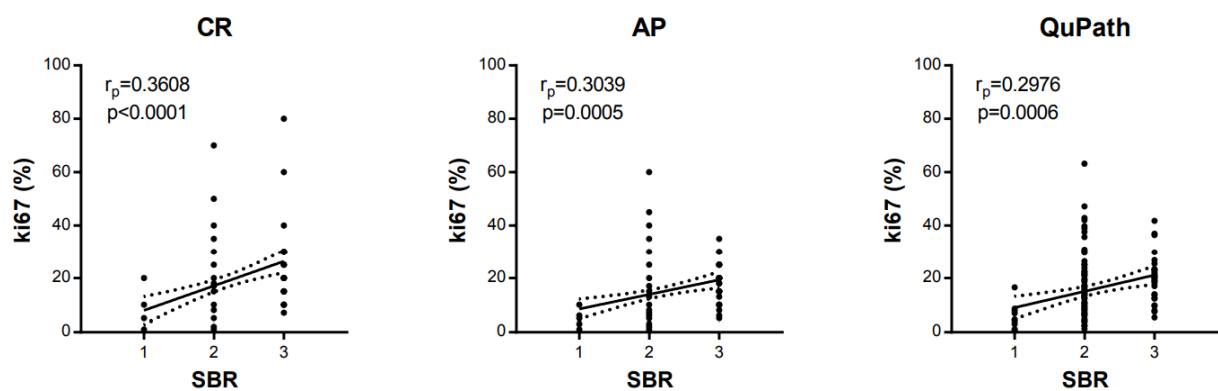 CR
r_p=0.3608
p<0.0001
ki67 (%)
100
80
60
40
20
0
1 2 3
SBR
AP
r_p=0.3039
p=0.0005
ki67 (%)
100
80
60
40
20
0
1 2 3
SBR
QuPath
r_p=0.2976
p=0.0006
ki67 (%)
100
80
60
40
20
0
1 2 3
SBR